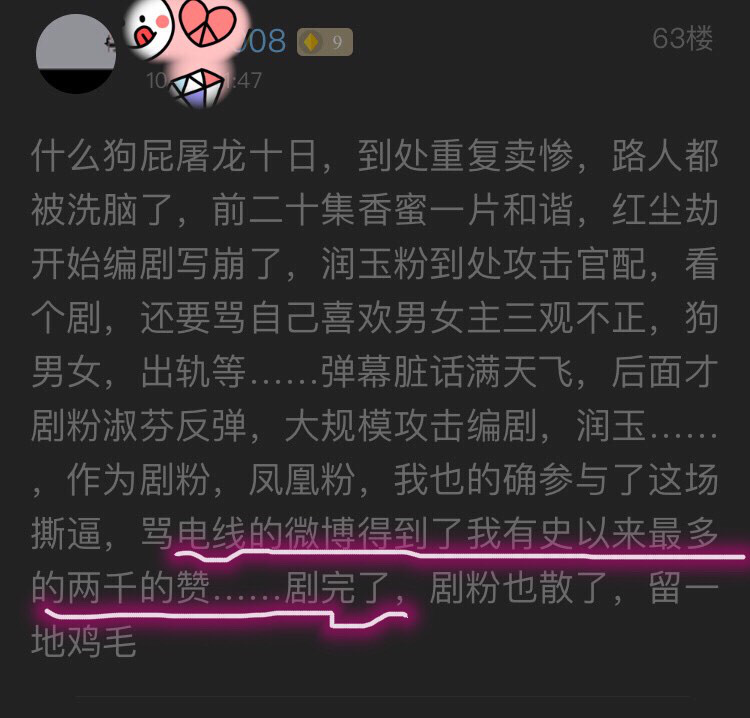 908 9 63楼
10 1:47
什么狗屁屠龙十日，到处重复卖惨，路人都
被洗脑了，前二十集香蜜一片和谐，红尘劫
开始编剧写崩了，润玉粉到处攻击官配，看
个剧，还要骂自己喜欢男女主三观不正，狗
男女，出轨等……弹幕脏话满天飞，后面才
剧粉淑芬反弹，大规模攻击编剧，润玉……
，作为剧粉，凤凰粉，我也的确参与了这场
撕逼，骂电线的微博得到了我有史以来最多
的两千的赞……剧完了，剧粉也散了，留一
地鸡毛